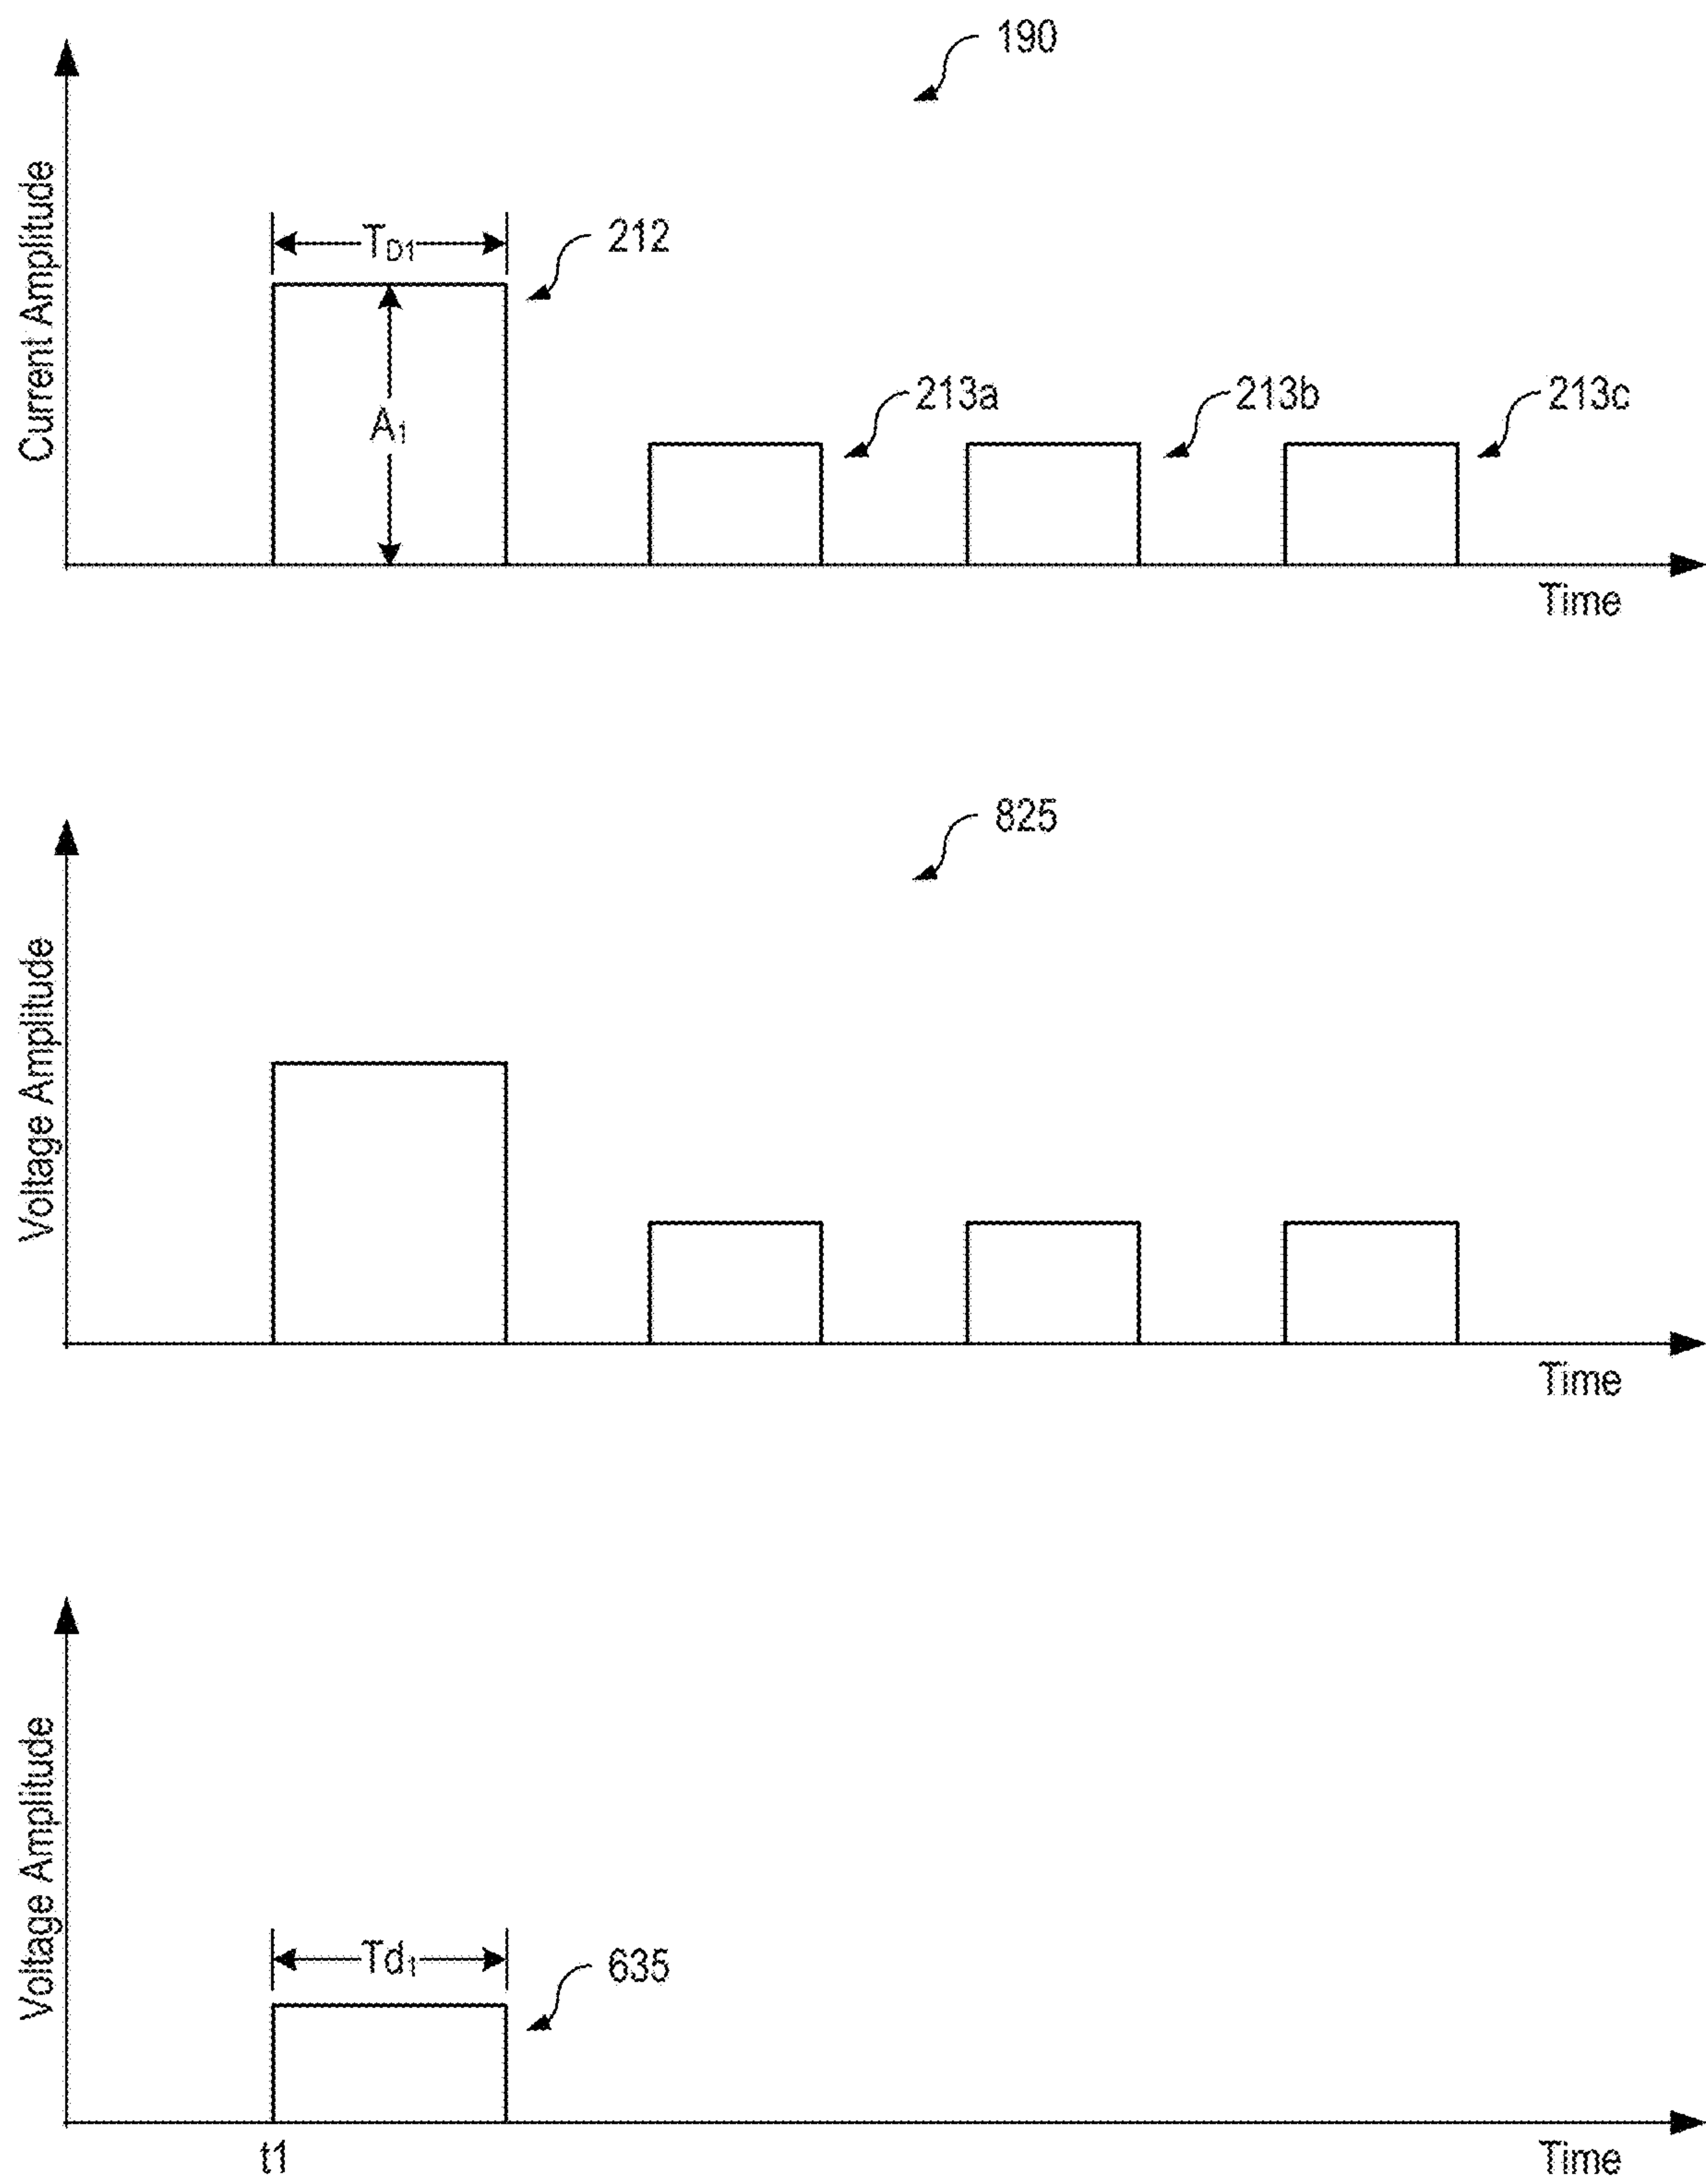 190
Current Amplitude
TD1
212
A1
213a
213b
213c
Time
825
Voltage Amplitude
Time
Voltage Amplitude
Td1
635
t1
Time